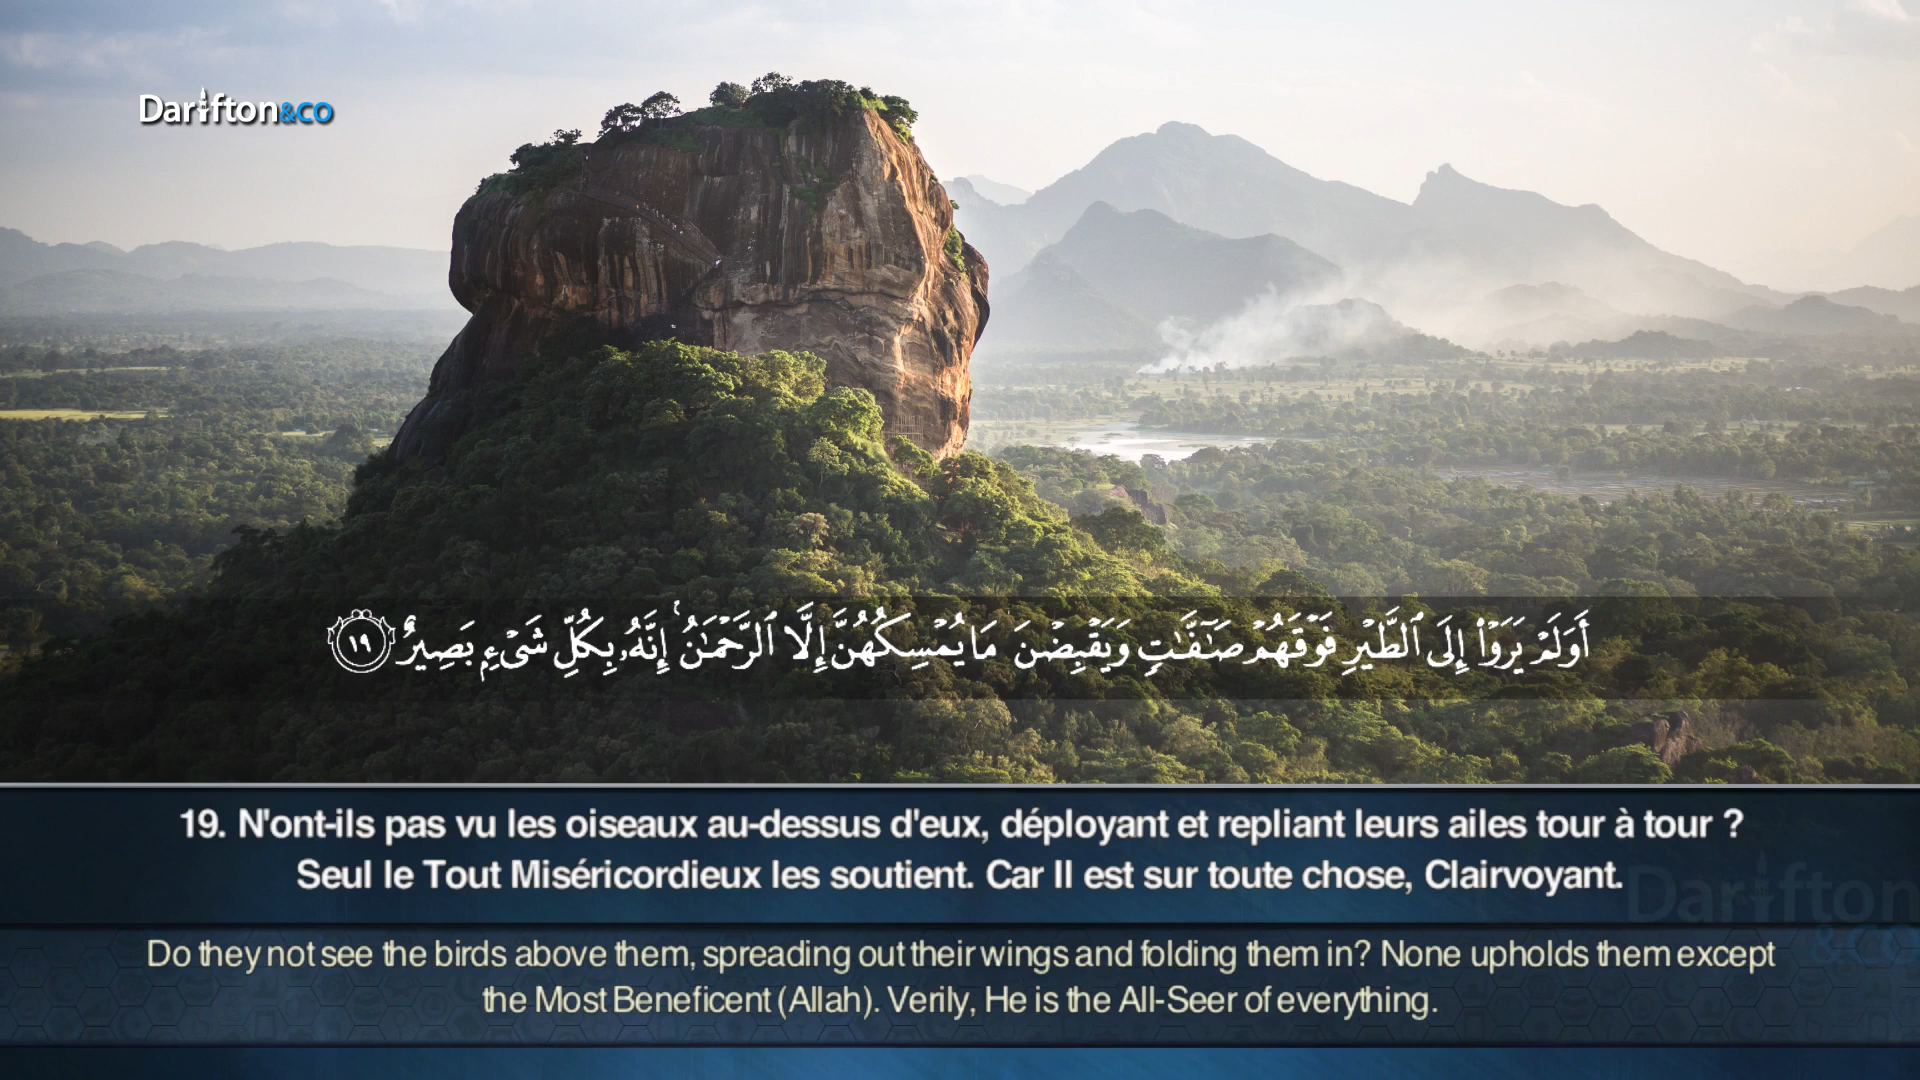 Darifton&co
أَوَلَمْ يَرَوْا۟ إِلَى ٱلطَّيْرِ فَوْقَهُمْ صَٰٓفَّٰتٍ وَيَقْبِضْنَ مَا يُمْسِكُهُنَّ إِلَّا ٱلرَّحْمَٰنُ ۚ إِنَّهُۥ بِكُلِّ شَىْءٍۭ بَصِيرٌ ١٩
19. N'ont-ils pas vu les oiseaux au-dessus d'eux, déployant et repliant leurs ailes tour à tour ?
Seul le Tout Miséricordieux les soutient. Car Il est sur toute chose, Clairvoyant.
Darifton
&co
Do they not see the birds above them, spreading out their wings and folding them in? None upholds them except
the Most Beneficent (Allah). Verily, He is the All-Seer of everything.